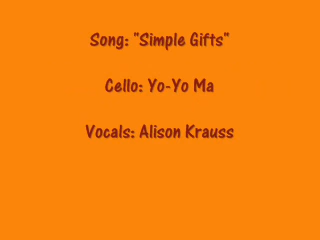 Song: "Simple Gifts"
Cello: Yo-Yo Ma
Vocals: Alison Krauss